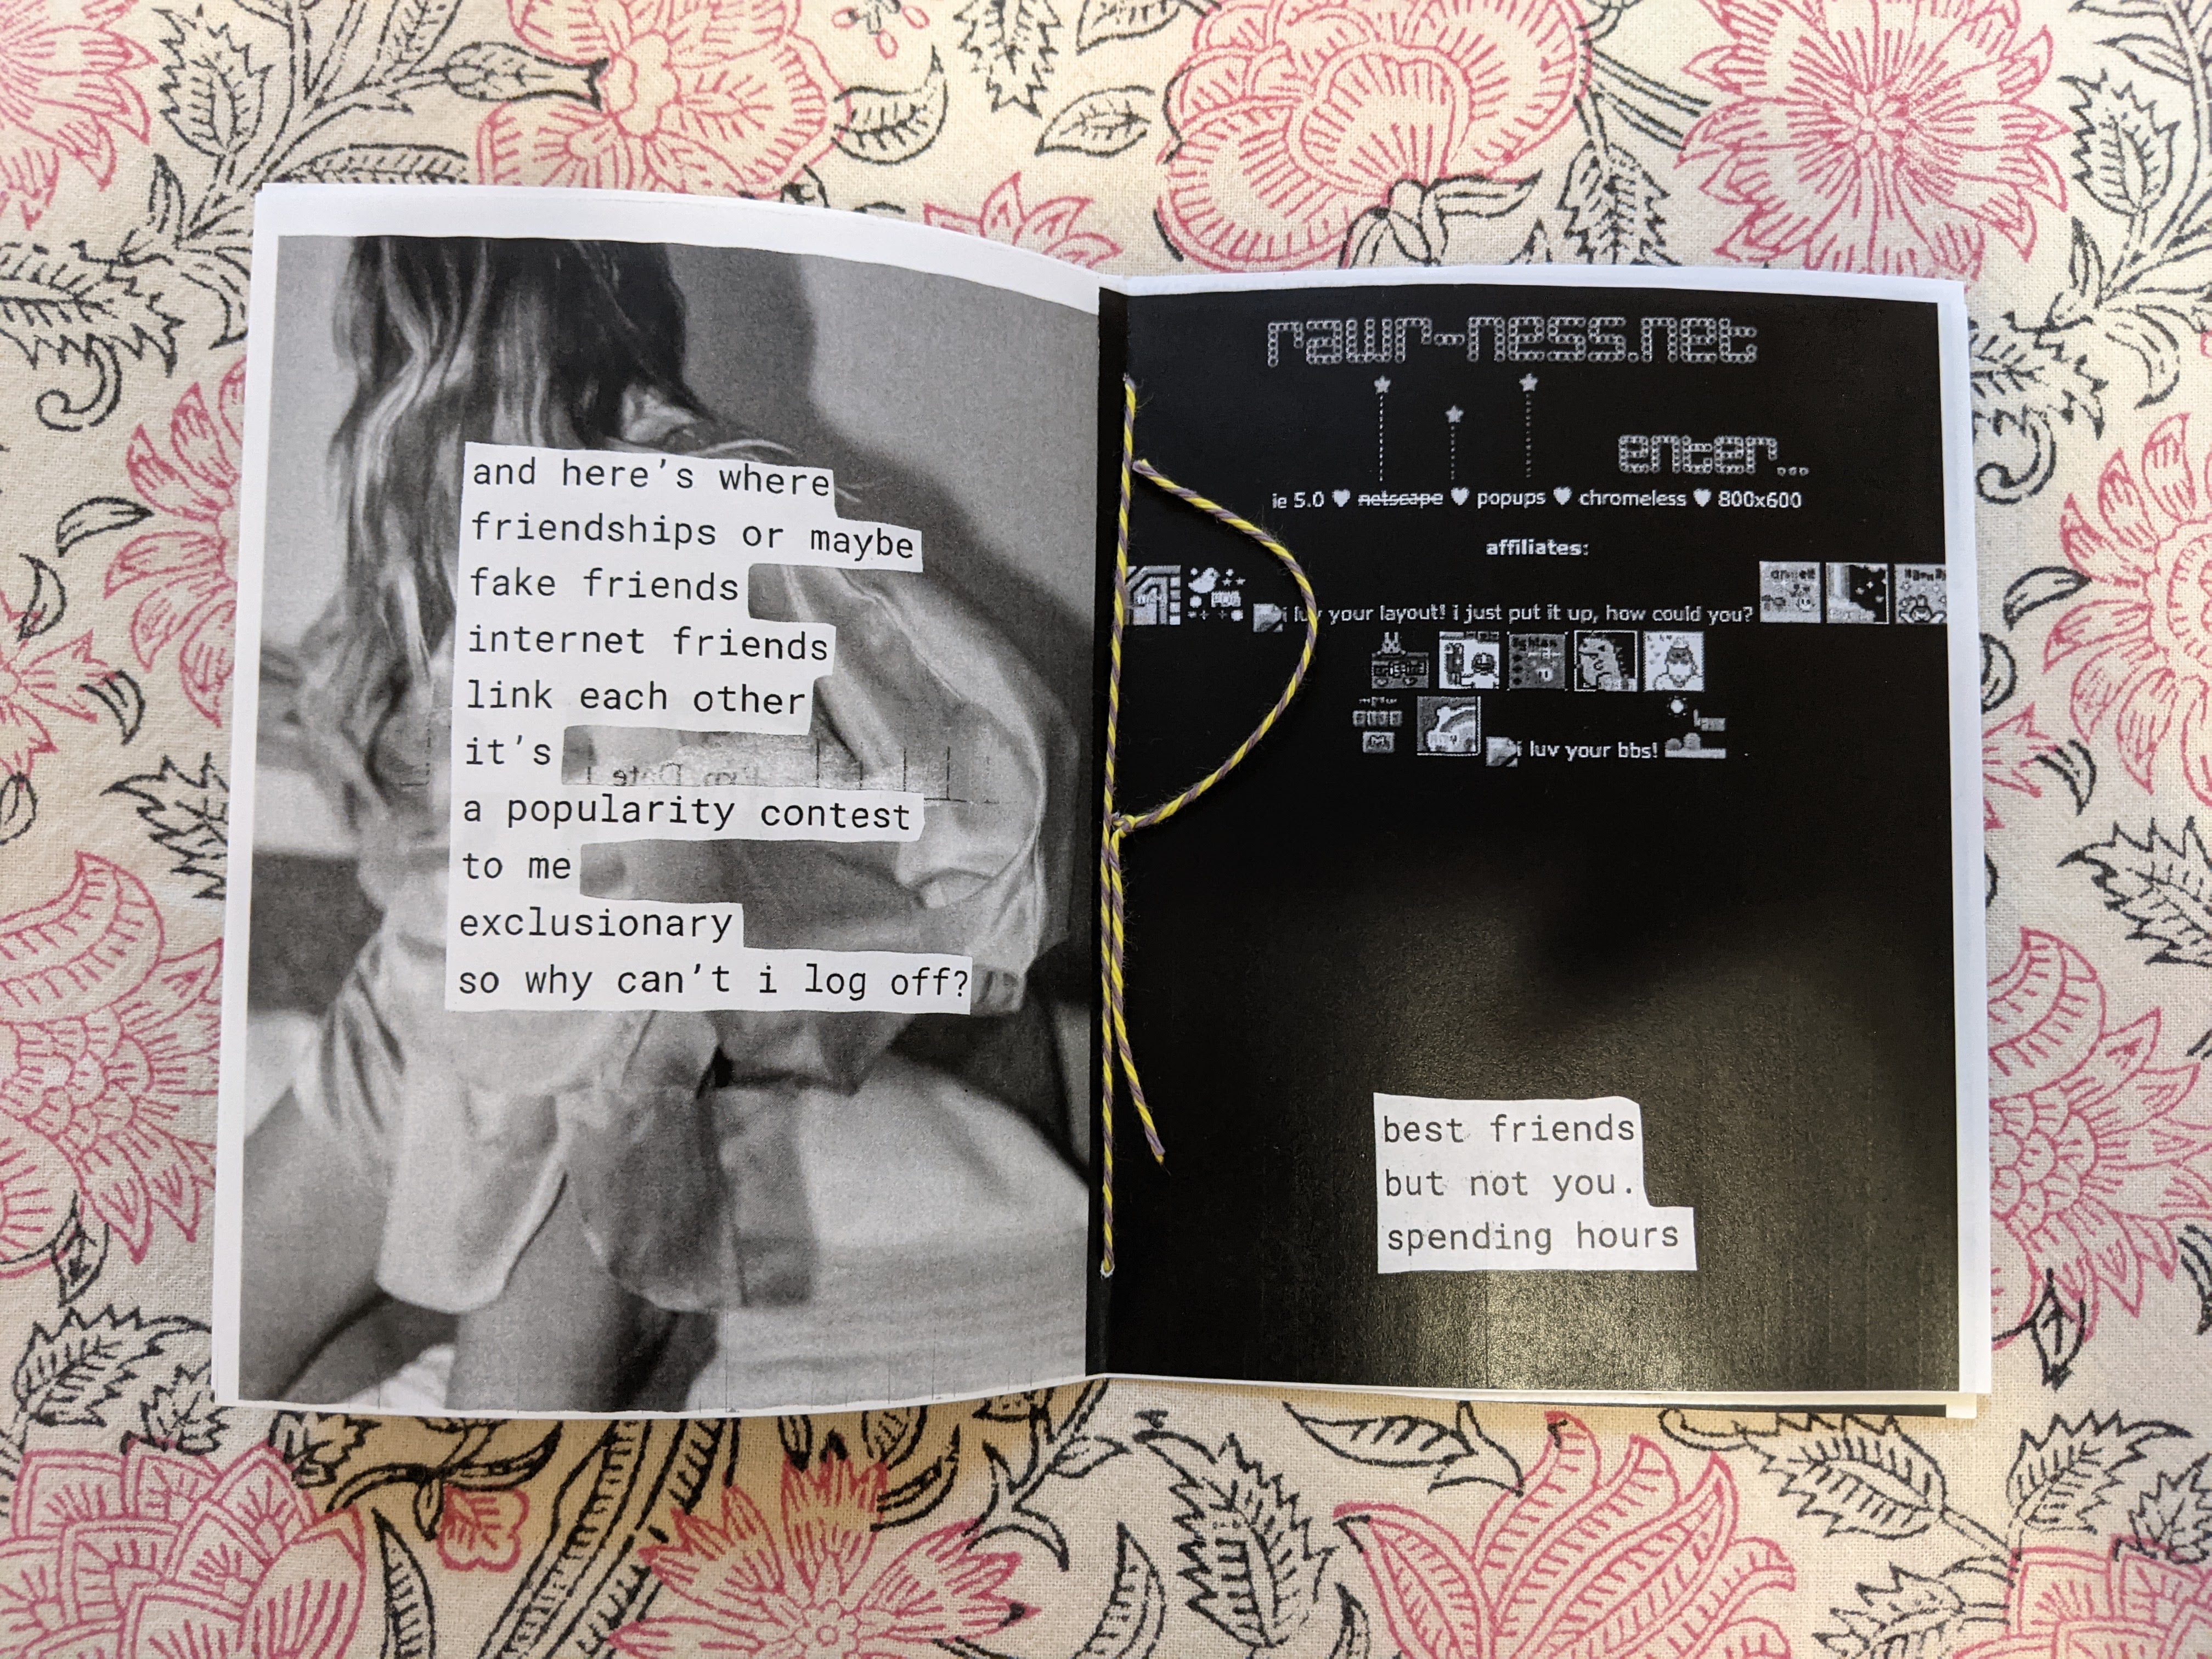 and here's where
friendships or maybe
fake friends
internet friends
link each other
it's
a popularity contest
to me
exclusionary
so why can't i log off?
rawr-ness.net
enter...
ie 5.0 ♥ netscape ♥ popups ♥ chromeless ♥ 800x600
affiliates:
i luv your layout! i just put it up, how could you?
i luv your bbs!
best friends
but not you.
spending hours